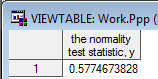 VIEWTABLE: Work.Ppp (
the normality
test statistic, y
1 0.5774673828